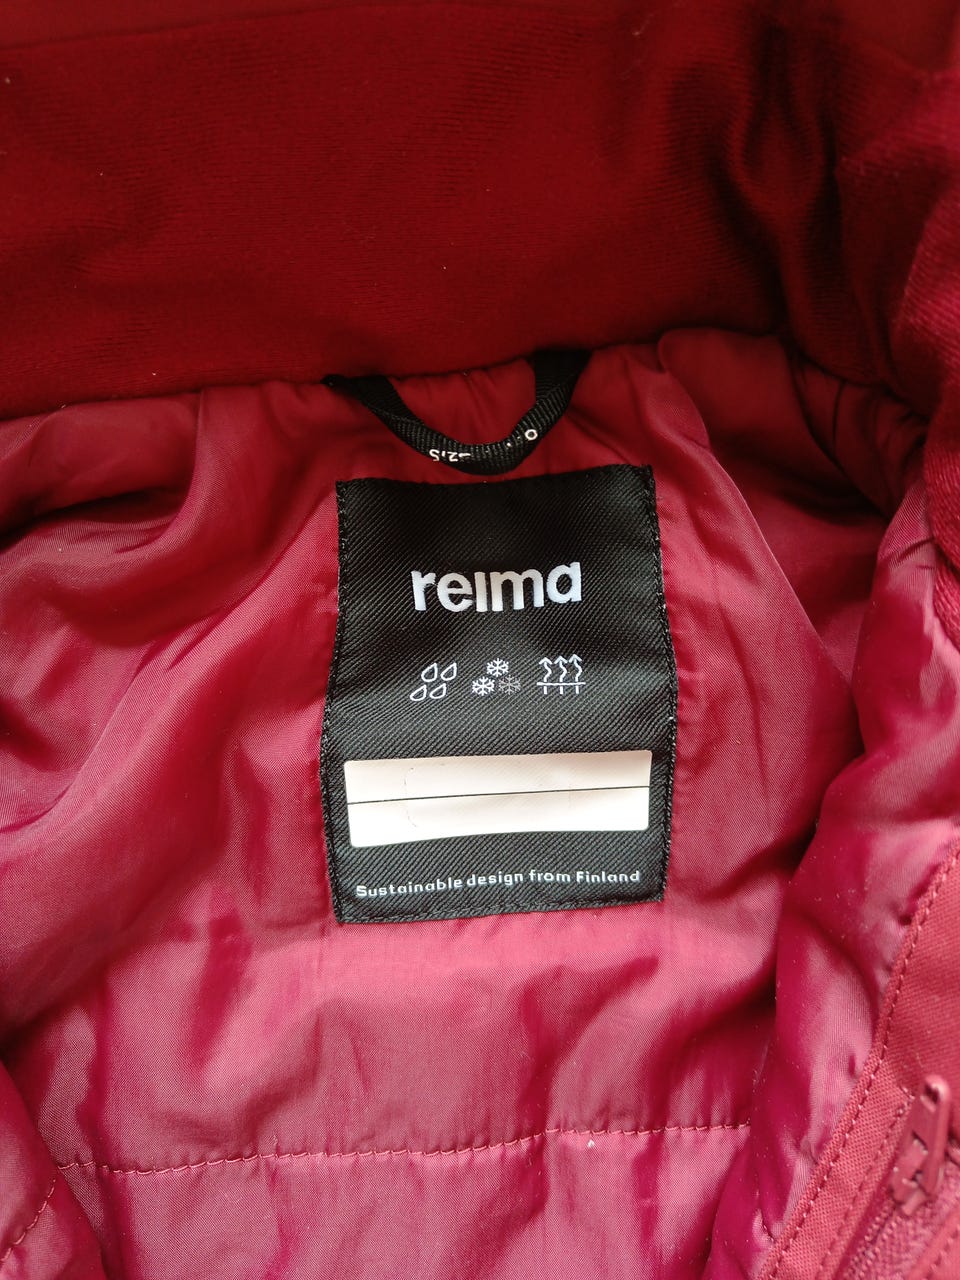 reima
Sustainable design from Finland